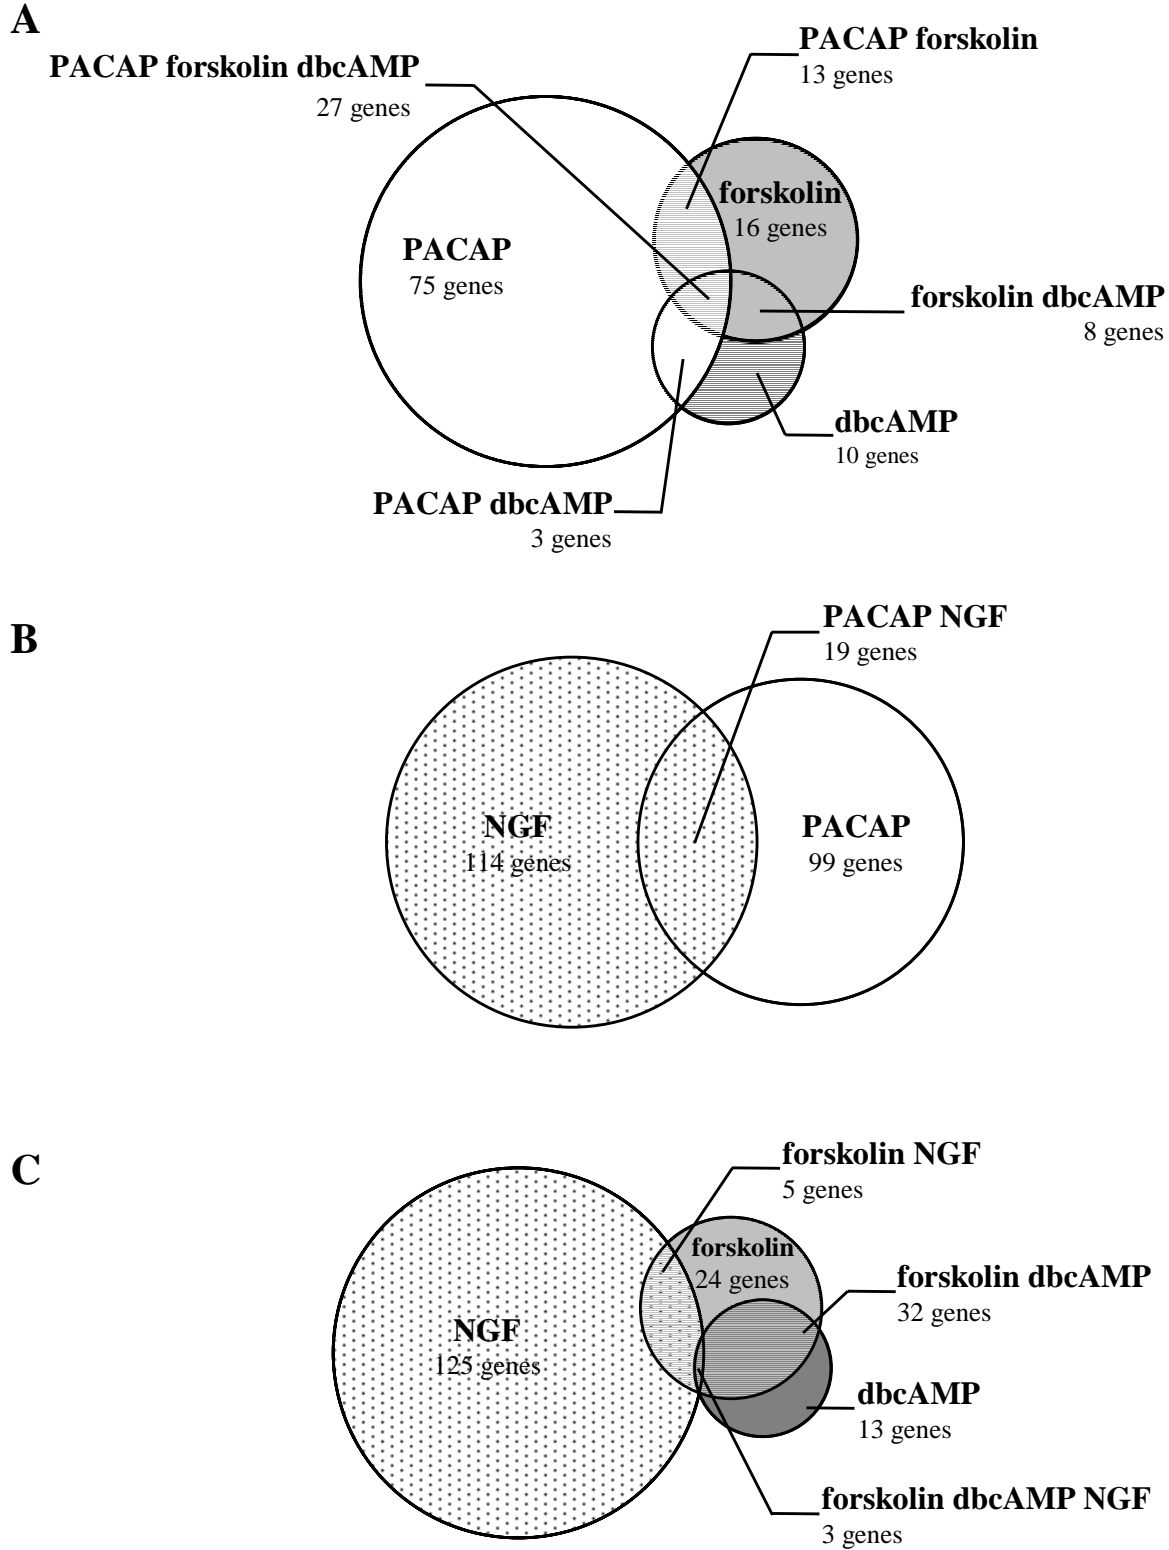 A
PACAP forskolin
13 genes
PACAP forskolin dbcAMP
27 genes
forskolin
16 genes
PACAP
75 genes
forskolin dbcAMP
8 genes
dbcAMP
10 genes
PACAP dbcAMP
3 genes
B
PACAP NGF
19 genes
NGF
114 genes
PACAP
99 genes
C
forskolin NGF
5 genes
forskolin
24 genes
forskolin dbcAMP
32 genes
NGF
125 genes
dbcAMP
13 genes
forskolin dbcAMP NGF
3 genes